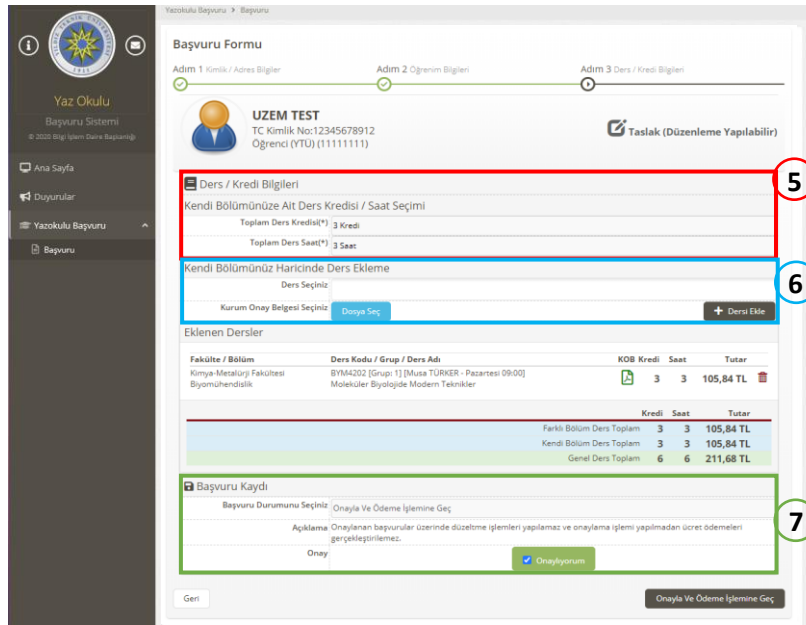 Yazokulu Başvuru > Başvuru
YILDIZ TEKNİK ÜNİVERSİTESİ
1911
Yaz Okulu
Başvuru Sistemi
© 2020 Bilgi İşlem Daire Başkanlığı
Ana Sayfa
Duyurular
Yazokulu Başvuru
Başvuru
Başvuru Formu
Adım 1 Kimlik / Adres Bilgiler
Adım 2 Öğrenim Bilgileri
Adım 3 Ders / Kredi Bilgileri
UZEM TEST
TC Kimlik No:12345678912
Öğrenci (YTÜ) (11111111)
Taslak (Düzenleme Yapılabilir)
5
Ders / Kredi Bilgileri
Kendi Bölümünüze Ait Ders Kredisi / Saat Seçimi
Toplam Ders Kredisi(*) 3 Kredi
Toplam Ders Saat(*) 3 Saat
6
Kendi Bölümünüz Haricinde Ders Ekleme
Ders Seçiniz
Kurum Onay Belgesi Seçiniz Dosya Seç + Dersi Ekle
Eklenen Dersler
Fakülte / Bölüm Ders Kodu / Grup / Ders Adı KOB Kredi Saat Tutar
Kimya-Metalürji Fakültesi BYM4202 [Grup: 1] [Musa TÜRKER - Pazartesi 09:00] 3 3 105,84 TL
Biyomühendislik Moleküler Biyolojide Modern Teknikler
Kredi Saat Tutar
Farklı Bölüm Ders Toplam 3 3 105,84 TL
Kendi Bölüm Ders Toplam 3 3 105,84 TL
Genel Ders Toplam 6 6 211,68 TL
7
Başvuru Kaydı
Başvuru Durumunu Seçiniz Onayla Ve Ödeme İşlemine Geç
Açıklama Onaylanan başvurular üzerinde düzeltme işlemleri yapılamaz ve onaylama işlemi yapılmadan ücret ödemeleri
gerçekleştirilemez.
Onay Onaylıyorum
Geri Onayla Ve Ödeme İşlemine Geç